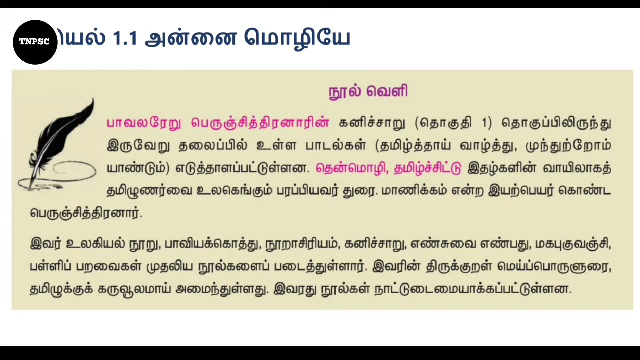 TNPSC
யல் 1.1 அன்னை மொழியே
நூல் வெளி
பாவலரேறு பெருஞ்சித்திரனாரின் கனிச்சாறு (தொகுதி 1) தொகுப்பிலிருந்து
இருவேறு தலைப்பில் உள்ள பாடல்கள் (தமிழ்த்தாய் வாழ்த்து, முந்துற்றோம்
யாண்டும்) எடுத்தாளப்பட்டுள்ளன. தென்மொழி, தமிழ்ச்சிட்டு இதழ்களின் வாயிலாகத்
தமிழுணர்வை உலகெங்கும் பரப்பியவர் துரை. மாணிக்கம் என்ற இயற்பெயர் கொண்ட
பெருஞ்சித்திரனார்.
இவர் உலகியல் நூறு, பாவியக்கொத்து, நூறாசிரியம், கனிச்சாறு, எண்சுவை எண்பது, மகபுகுவஞ்சி,
பள்ளிப் பறவைகள் முதலிய நூல்களைப் படைத்துள்ளார். இவரின் திருக்குறள் மெய்ப்பொருளுரை,
தமிழுக்குக் கருவூலமாய் அமைந்துள்ளது. இவரது நூல்கள் நாட்டுடைமையாக்கப்பட்டுள்ளன.